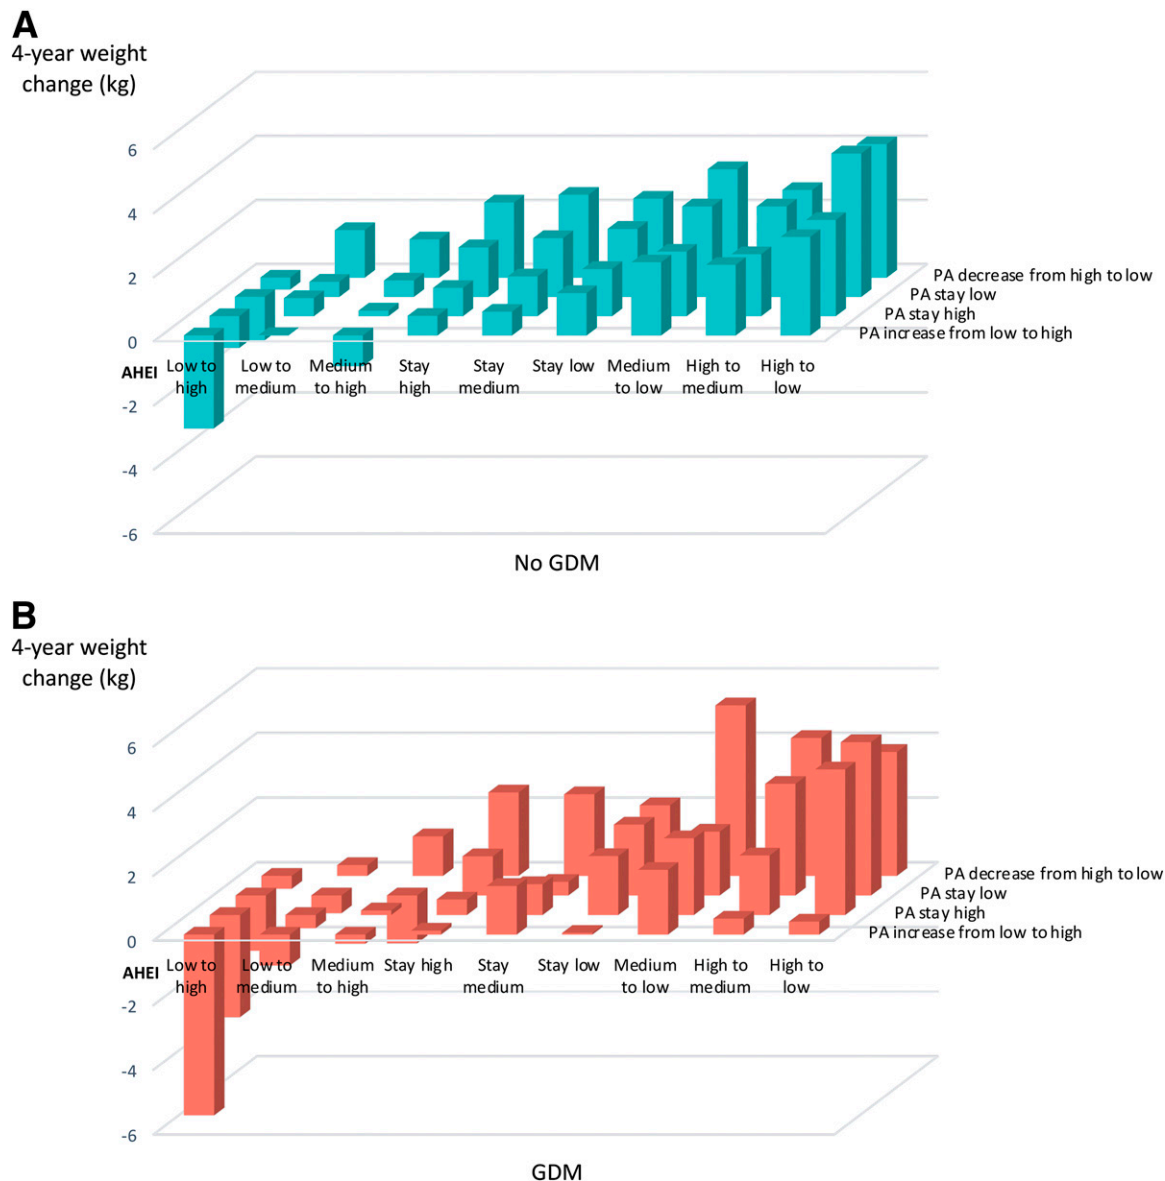 A
4-year weight
change (kg)
6
4
2
0
-2
-4
-6
PA decrease from high to low
PA stay low
PA stay high
PA increase from low to high
AHEI
Low to
high
Low to
medium
Medium
to high
Stay
high
Stay
medium
Stay low
Medium
to low
High to
medium
High to
low
No GDM
B
4-year weight
change (kg)
6
4
2
0
-2
-4
-6
PA decrease from high to low
PA stay low
PA stay high
PA increase from low to high
AHEI
Low to
high
Low to
medium
Medium
to high
Stay high
Stay
medium
Stay low
Medium
to low
High to
medium
High to
low
GDM